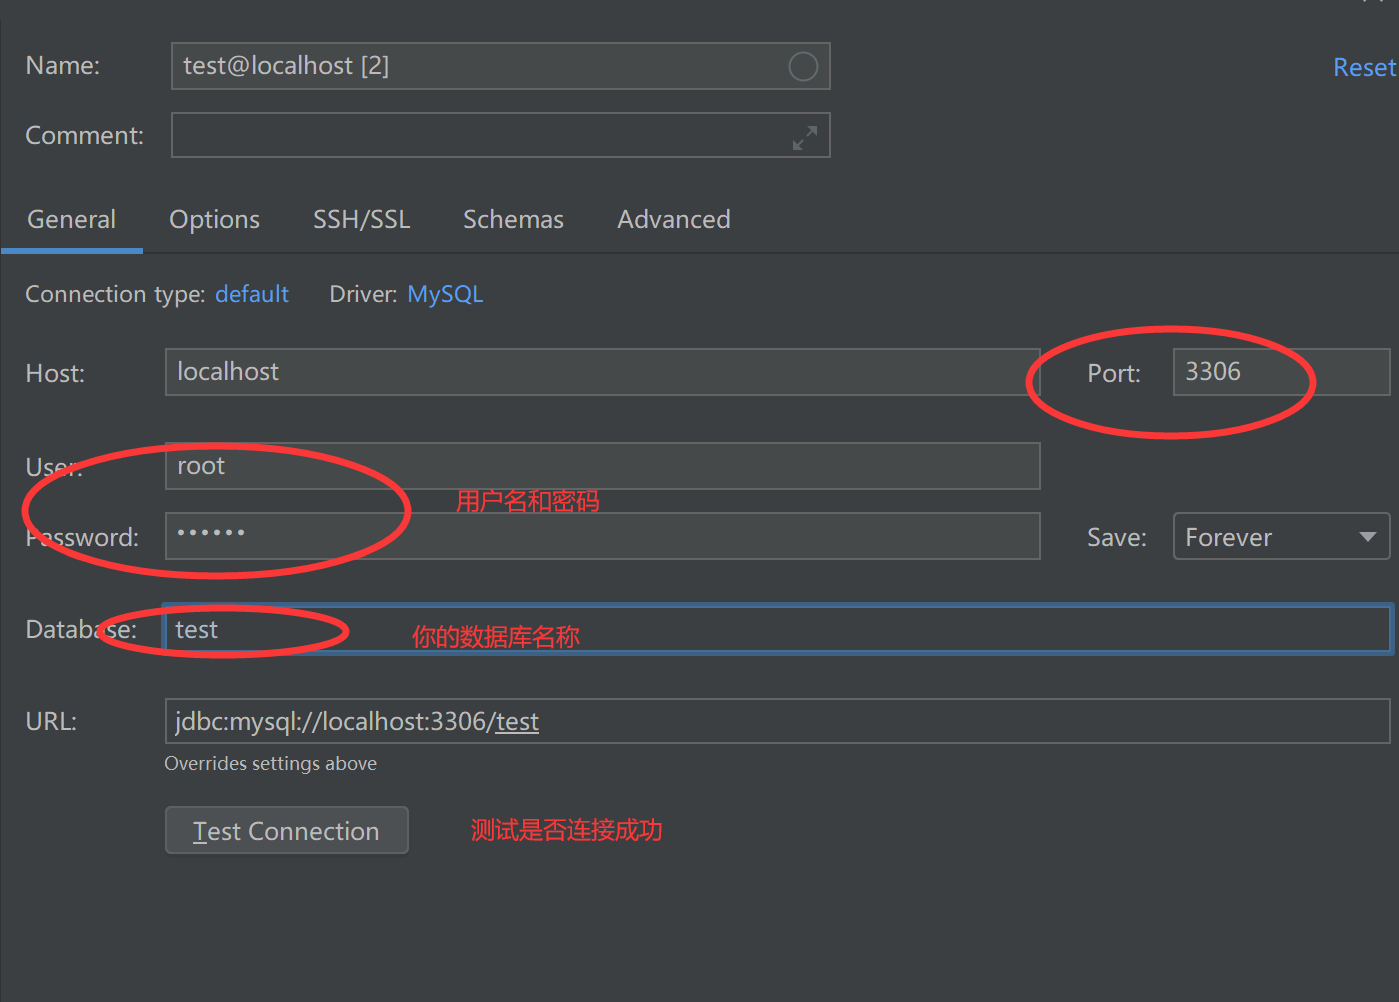 Name: test@localhost [2]
Reset
Comment:
General Options SSH/SSL Schemas Advanced
Connection type: default Driver: MySQL
Host: localhost Port: 3306
User: root
用户名和密码
Password: •••••• Save: Forever
Database: test 你的数据库名称
URL: jdbc:mysql://localhost:3306/test
Overrides settings above
Test Connection 测试是否连接成功